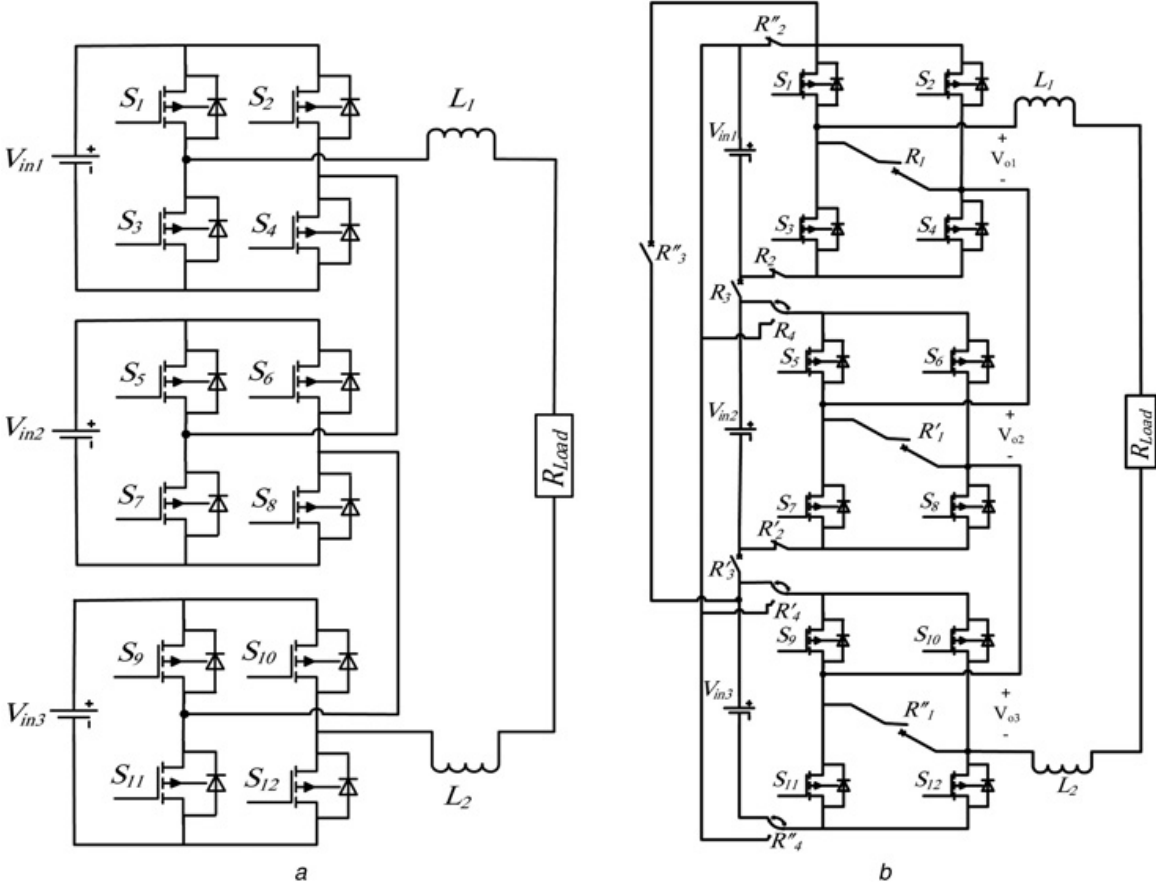 S1
S2
L1
Vin1
+
-
S3
S4
S5
S6
Vin2
+
-
RLoad
S7
S8
S9
S10
Vin3
+
-
S11
S12
L2
a
R"2
S1
S2
L1
Vin1
+
-
R1
+
Vo1
-
S3
S4
R"3
R2
R3
R4
S5
S6
Vin2
+
-
R'1
+
Vo2
-
RLoad
S7
S8
R'2
R'3
R'4
S9
S10
Vin3
+
-
R"1
+
Vo3
-
S11
S12
L2
R"4
b